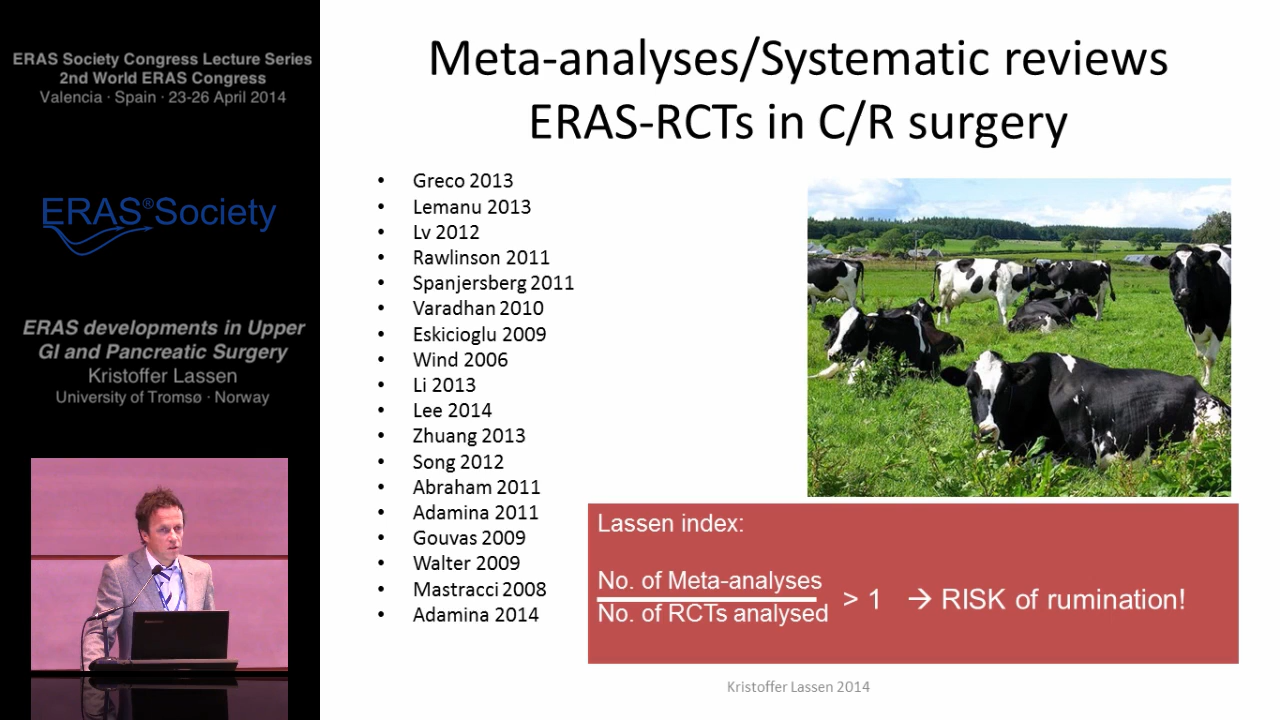 ERAS Society Congress Lecture Series
2nd World ERAS Congress
Valencia · Spain · 23-26 April 2014
ERAS®Society
ERAS developments in Upper
GI and Pancreatic Surgery
Kristoffer Lassen
University of Tromsø · Norway
Meta-analyses/Systematic reviews
ERAS-RCTs in C/R surgery
• Greco 2013
• Lemanu 2013
• Lv 2012
• Rawlinson 2011
• Spanjersberg 2011
• Varadhan 2010
• Eskicioglu 2009
• Wind 2006
• Li 2013
• Lee 2014
• Zhuang 2013
• Song 2012
• Abraham 2011
• Adamina 2011
• Gouvas 2009
• Walter 2009
• Mastracci 2008
• Adamina 2014
Lassen index:
No. of Meta-analyses
No. of RCTs analysed
> 1 → RISK of rumination!
Kristoffer Lassen 2014